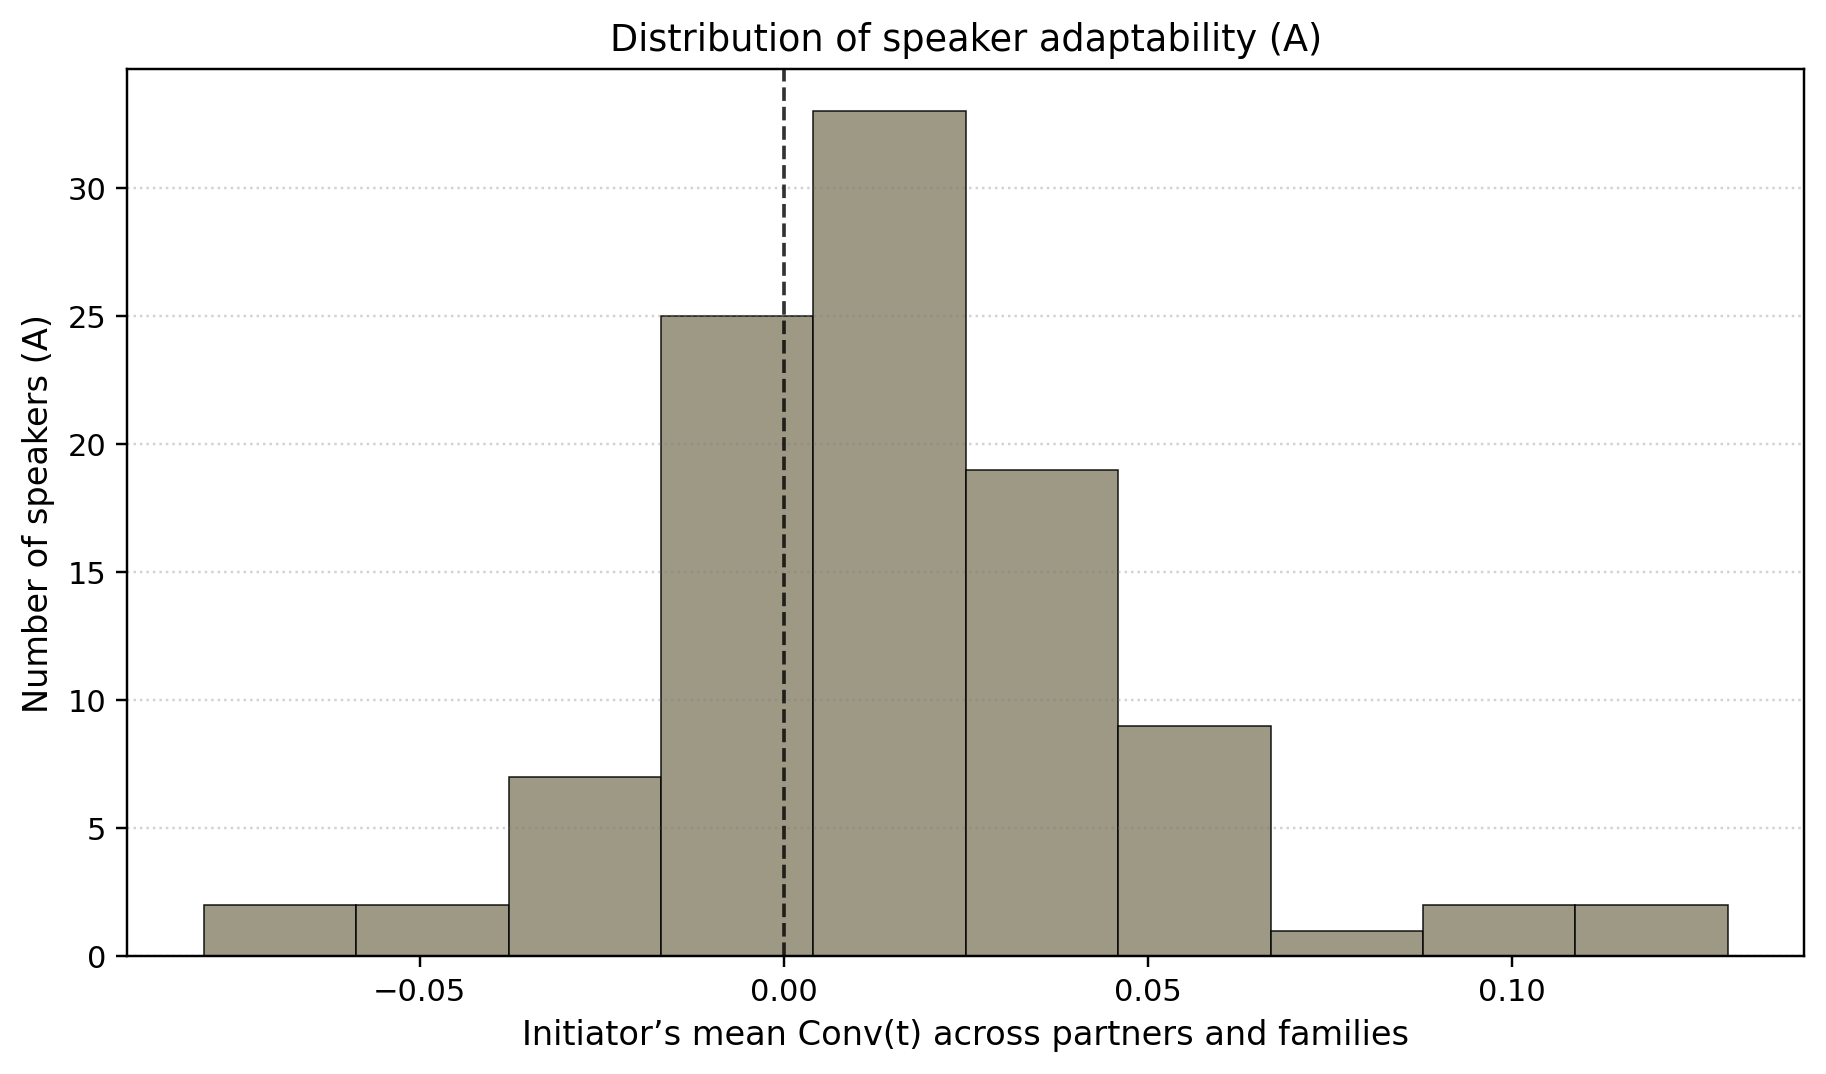 Distribution of speaker adaptability (A)
Number of speakers (A)
30
25
20
15
10
5
0
−0.05 0.00 0.05 0.10
Initiator’s mean Conv(t) across partners and families